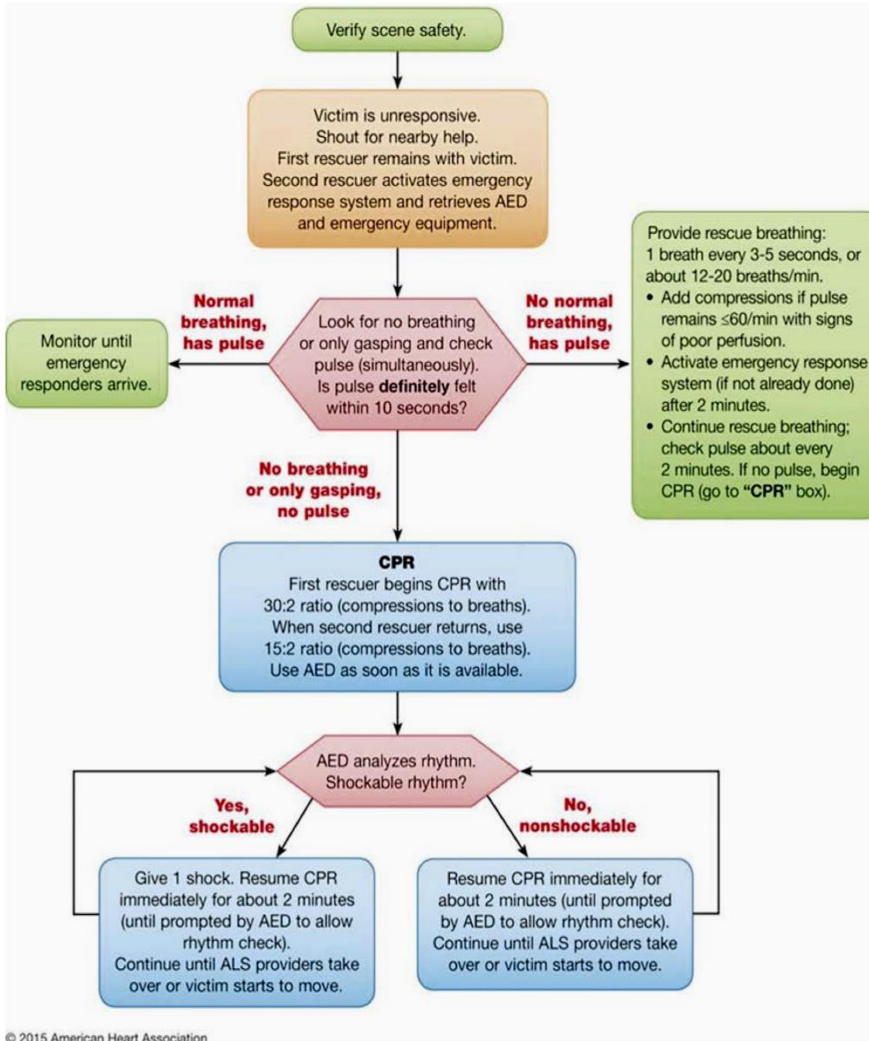 Verify scene safety.
Victim is unresponsive.
Shout for nearby help.
First rescuer remains with victim.
Second rescuer activates emergency
response system and retrieves AED
and emergency equipment.
Normal
breathing,
has pulse
Monitor until
emergency
responders arrive.
Look for no breathing
or only gasping and check
pulse (simultaneously).
Is pulse definitely felt
within 10 seconds?
No normal
breathing,
has pulse
Provide rescue breathing:
1 breath every 3-5 seconds, or
about 12-20 breaths/min.
• Add compressions if pulse
remains ≤60/min with signs
of poor perfusion.
• Activate emergency response
system (if not already done)
after 2 minutes.
• Continue rescue breathing;
check pulse about every
2 minutes. If no pulse, begin
CPR (go to “CPR” box).
No breathing
or only gasping,
no pulse
CPR
First rescuer begins CPR with
30:2 ratio (compressions to breaths).
When second rescuer returns, use
15:2 ratio (compressions to breaths).
Use AED as soon as it is available.
AED analyzes rhythm.
Shockable rhythm?
Yes,
shockable
No,
nonshockable
Give 1 shock. Resume CPR
immediately for about 2 minutes
(until prompted by AED to allow
rhythm check).
Continue until ALS providers take
over or victim starts to move.
Resume CPR immediately for
about 2 minutes (until prompted
by AED to allow rhythm check).
Continue until ALS providers take
over or victim starts to move.
© 2015 American Heart Association